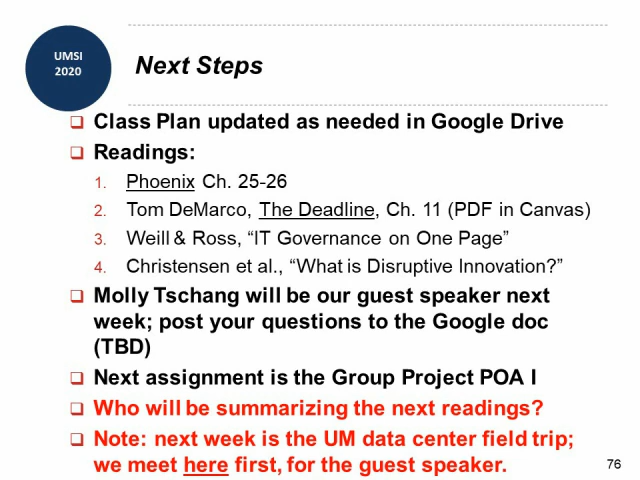 UMSI
2020
Next Steps
❑ Class Plan updated as needed in Google Drive
❑ Readings:
1. Phoenix Ch. 25-26
2. Tom DeMarco, The Deadline, Ch. 11 (PDF in Canvas)
3. Weill & Ross, “IT Governance on One Page”
4. Christensen et al., “What is Disruptive Innovation?”
❑ Molly Tschang will be our guest speaker next
week; post your questions to the Google doc
(TBD)
❑ Next assignment is the Group Project POA I
❑ Who will be summarizing the next readings?
❑ Note: next week is the UM data center field trip;
we meet here first, for the guest speaker.
76